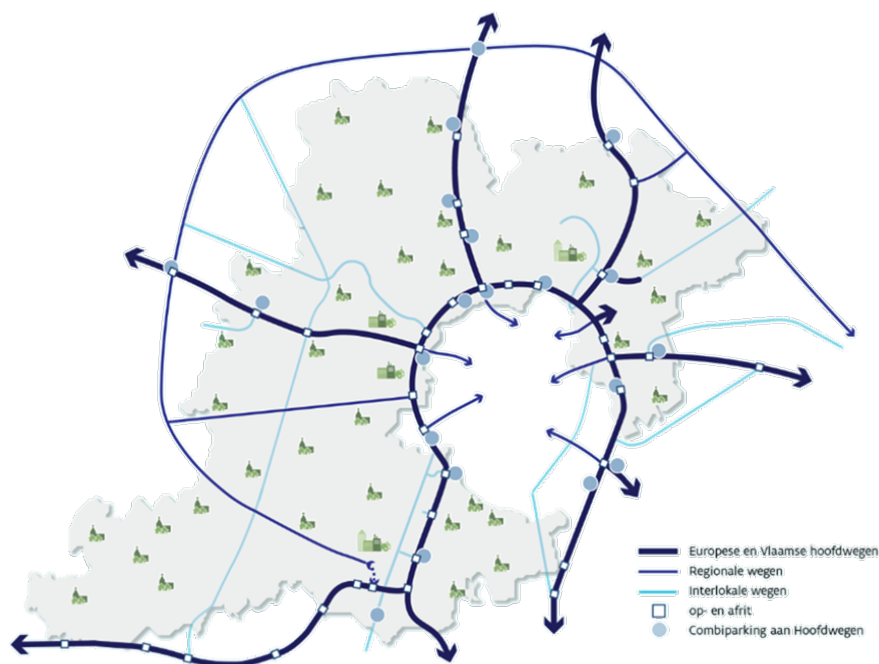 Europese en Vlaamse hoofdwegen
Regionale wegen
Interlokale wegen
op- en afrit
Combiparking aan Hoofdwegen